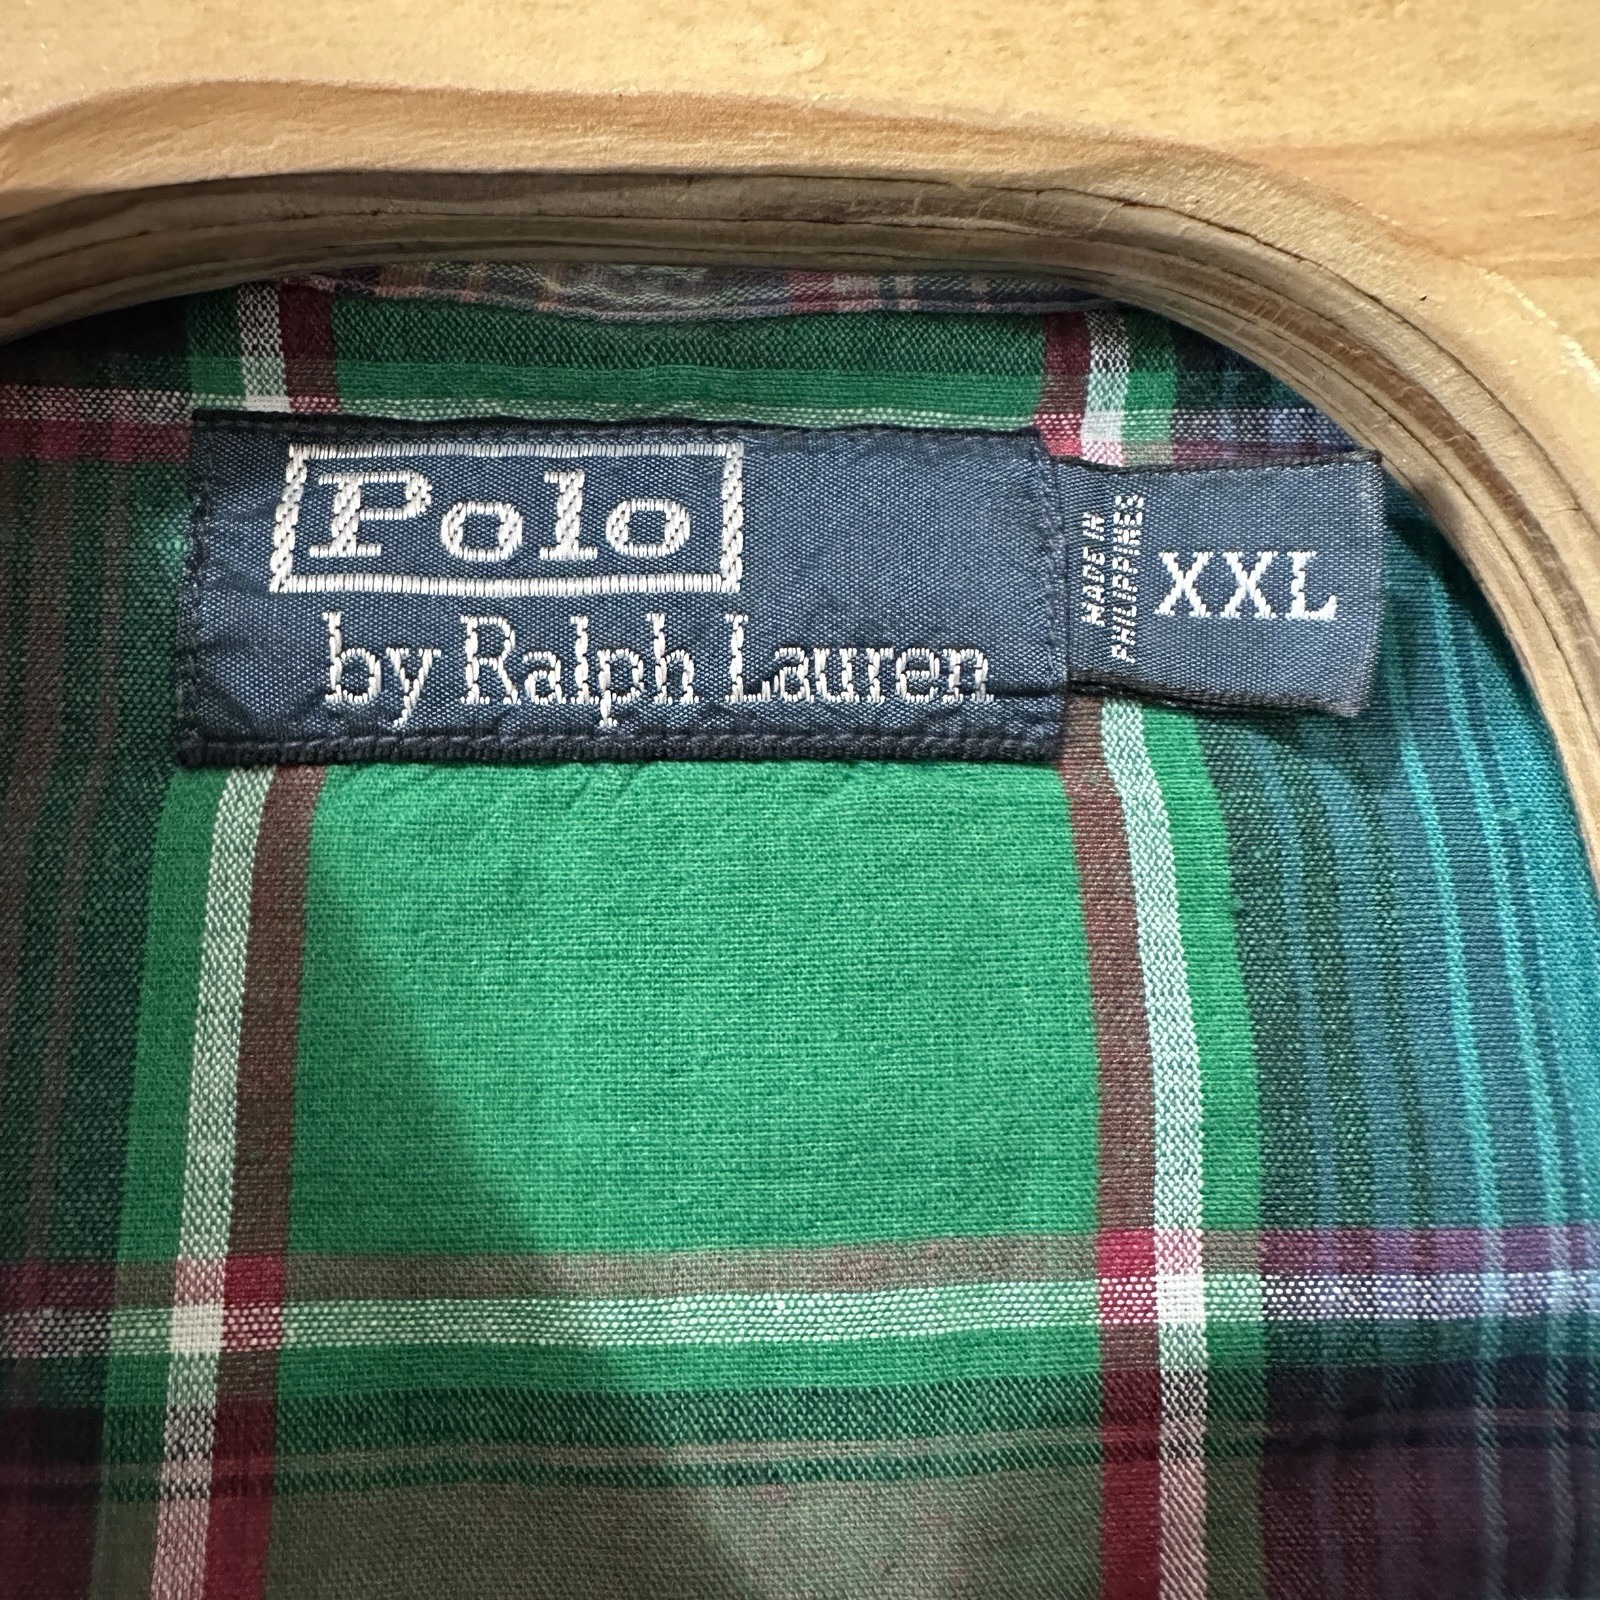 Polo
by Ralph Lauren
MADE IN
PHILIPPINES
XXL